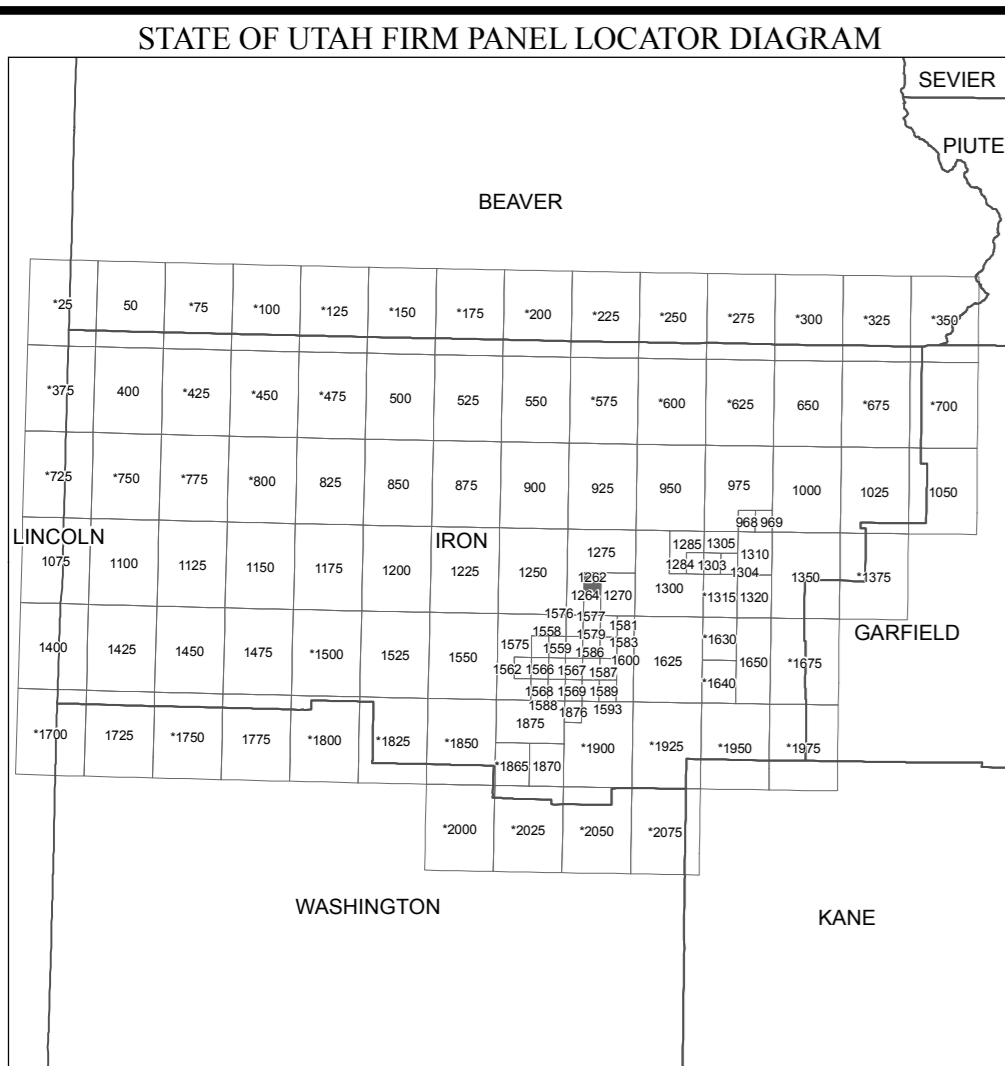 STATE OF UTAH FIRM PANEL LOCATOR DIAGRAM
SEVIER
PIUTE
BEAVER
*25 50 *75 *100 *125 *150 *175 *200 *225 *250 *275 *300 *325 *350
*375 400 *425 *450 *475 500 525 550 *575 *600 *625 650 *675 *700
*725 *750 *775 *800 825 850 875 900 925 950 975 1000 1025 1050
968 969
LINCOLN IRON
1285 1305
1275 1310
1075 1100 1125 1150 1175 1200 1225 1250 1284 1303 1304 1350 *1375
1262
1264 1270 1300 *1315 1320
1576 1577
1581
GARFIELD
1558 1579 *1630
1400 1425 1450 1475 *1500 1525 1550 1575 1559 1586 1583 1600 1625 1650 *1675
1562 1566 1567 1587 *1640
1568 1569 1589
1588 1876 1593
*1700 1725 *1750 1775 *1800 *1825 *1850 1875 *1900 *1925 *1950 *1975
*1865 1870
*2000 *2025 *2050 *2075
WASHINGTON
KANE